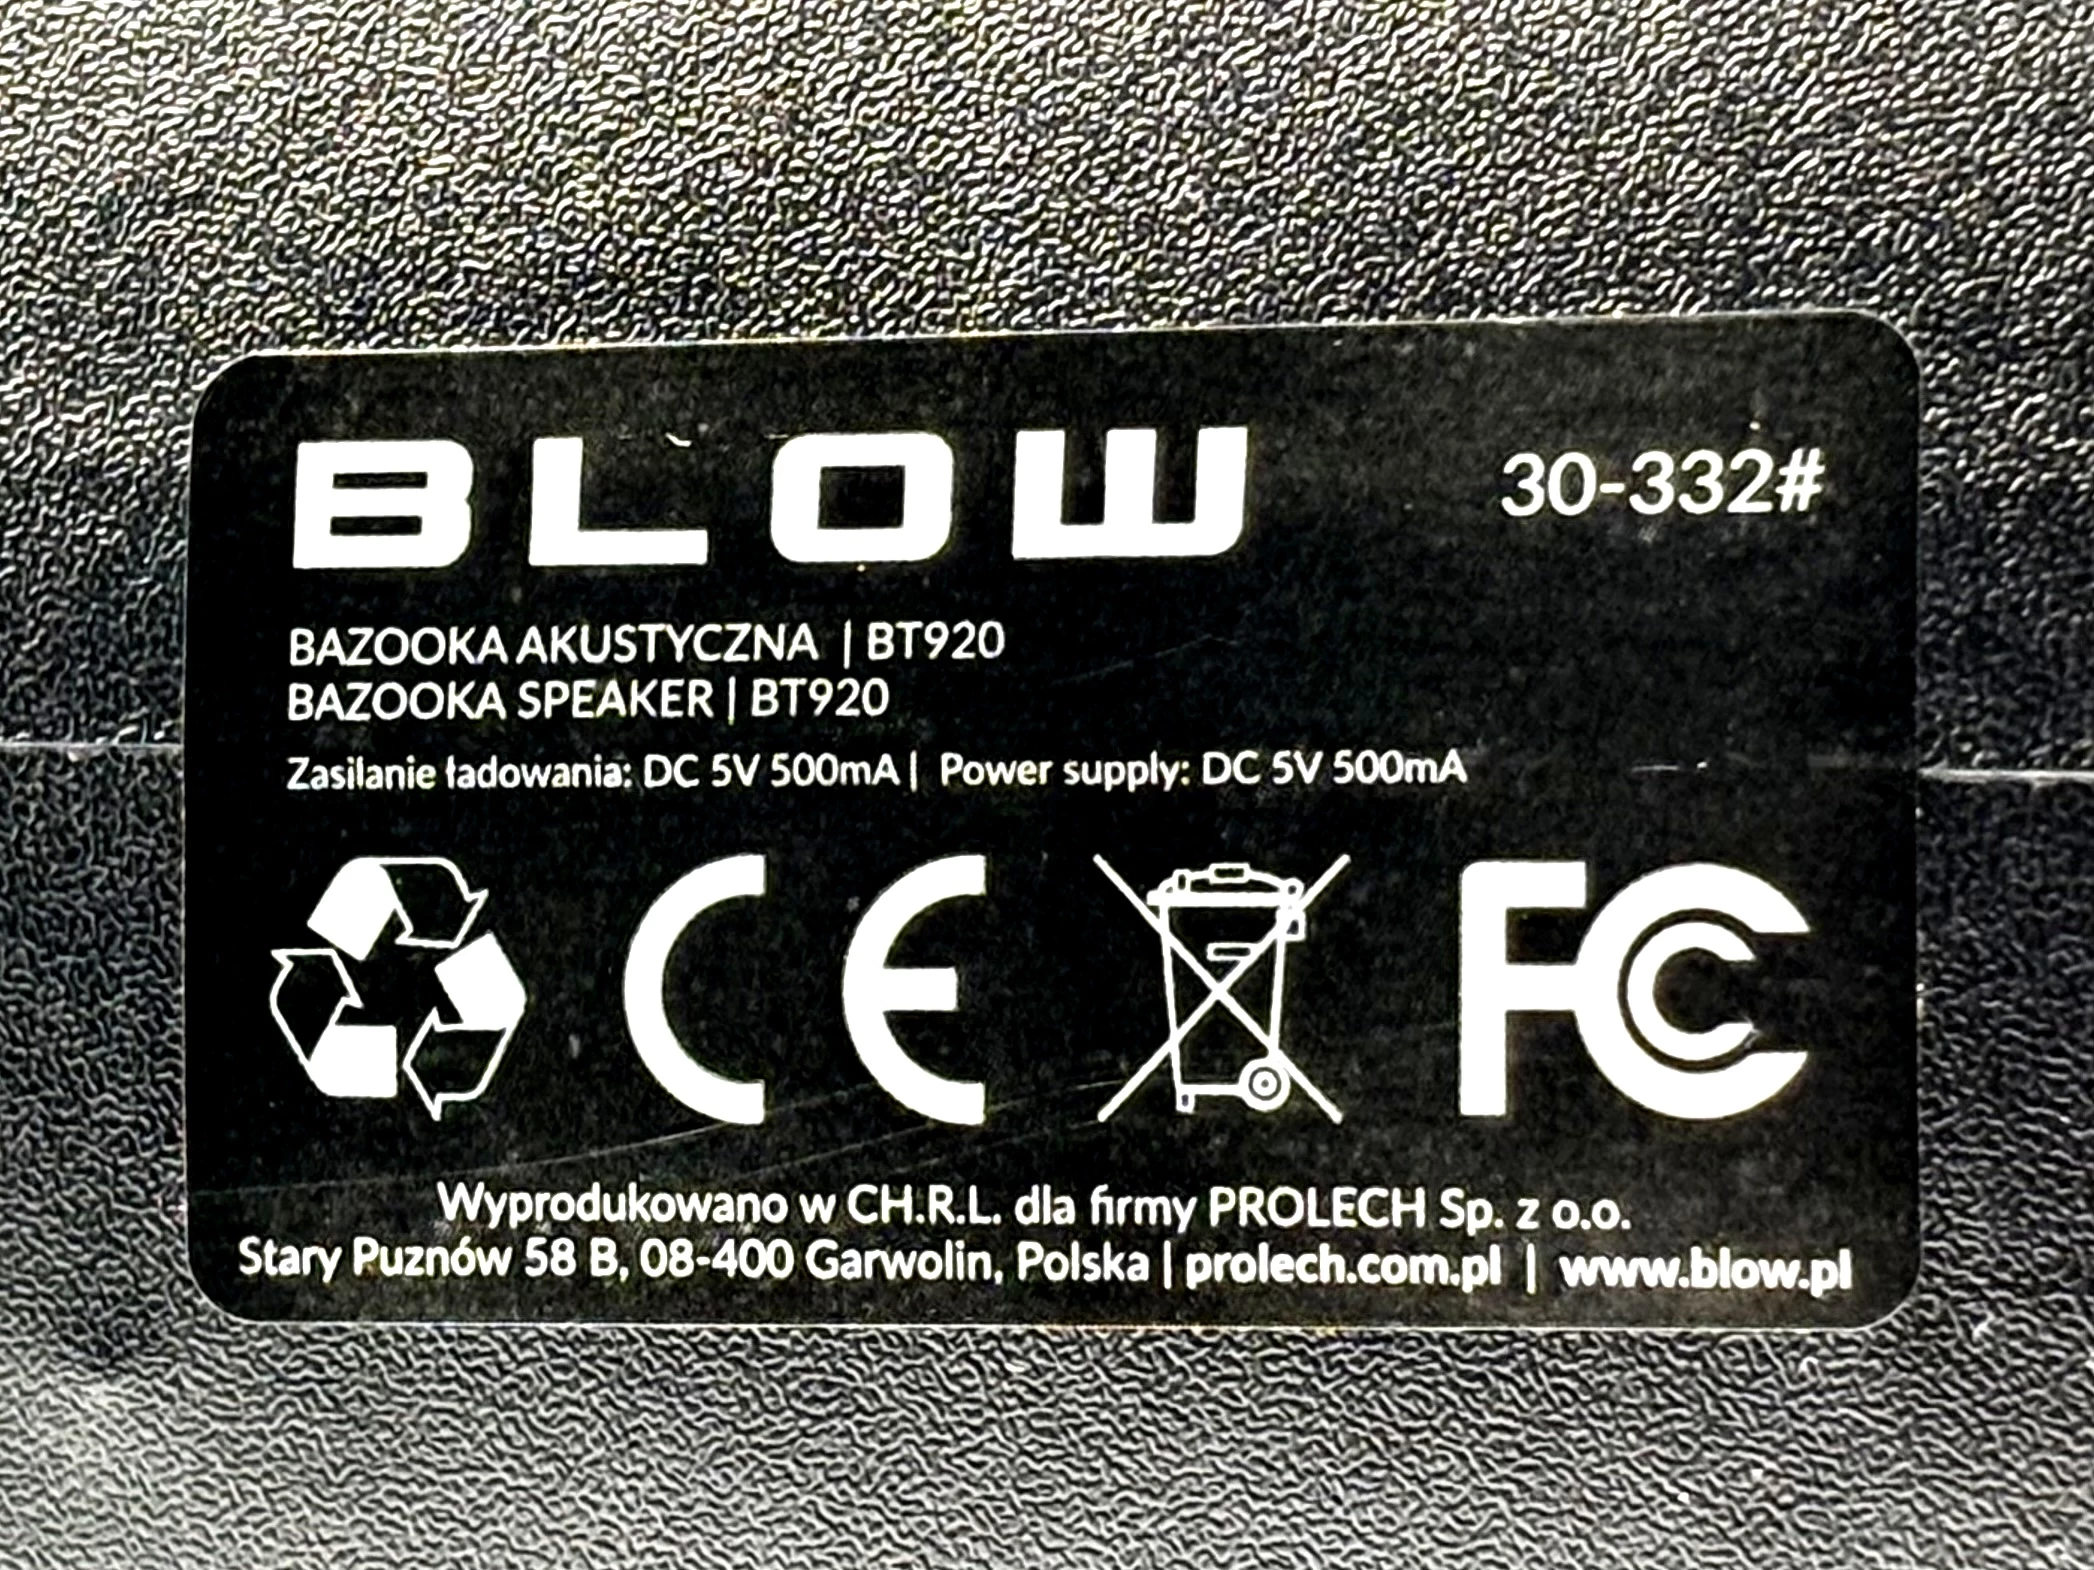 BLOW
30-332#
BAZOOKA AKUSTYCZNA | BT920
BAZOOKA SPEAKER | BT920
Zasilanie ładowania: DC 5V 500mA | Power supply: DC 5V 500mA
CE FC
Wyprodukowano w CH.R.L. dla firmy PROLECH Sp. z o.o.
Stary Puznów 58 B, 08-400 Garwolin, Polska | prolech.com.pl | www.blow.pl